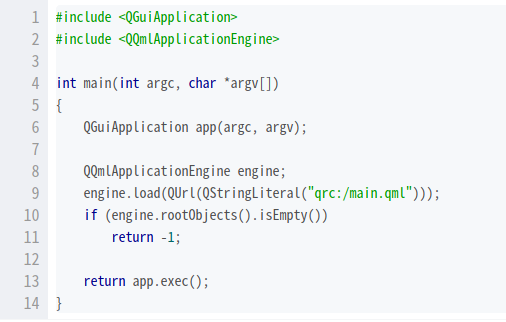 1 #include <QGuiApplication>
2 #include <QQmlApplicationEngine>
3
4 int main(int argc, char *argv[])
5 {
6     QGuiApplication app(argc, argv);
7
8     QQmlApplicationEngine engine;
9     engine.load(QUrl(QStringLiteral("qrc:/main.qml")));
10     if (engine.rootObjects().isEmpty())
11         return -1;
12
13     return app.exec();
14 }